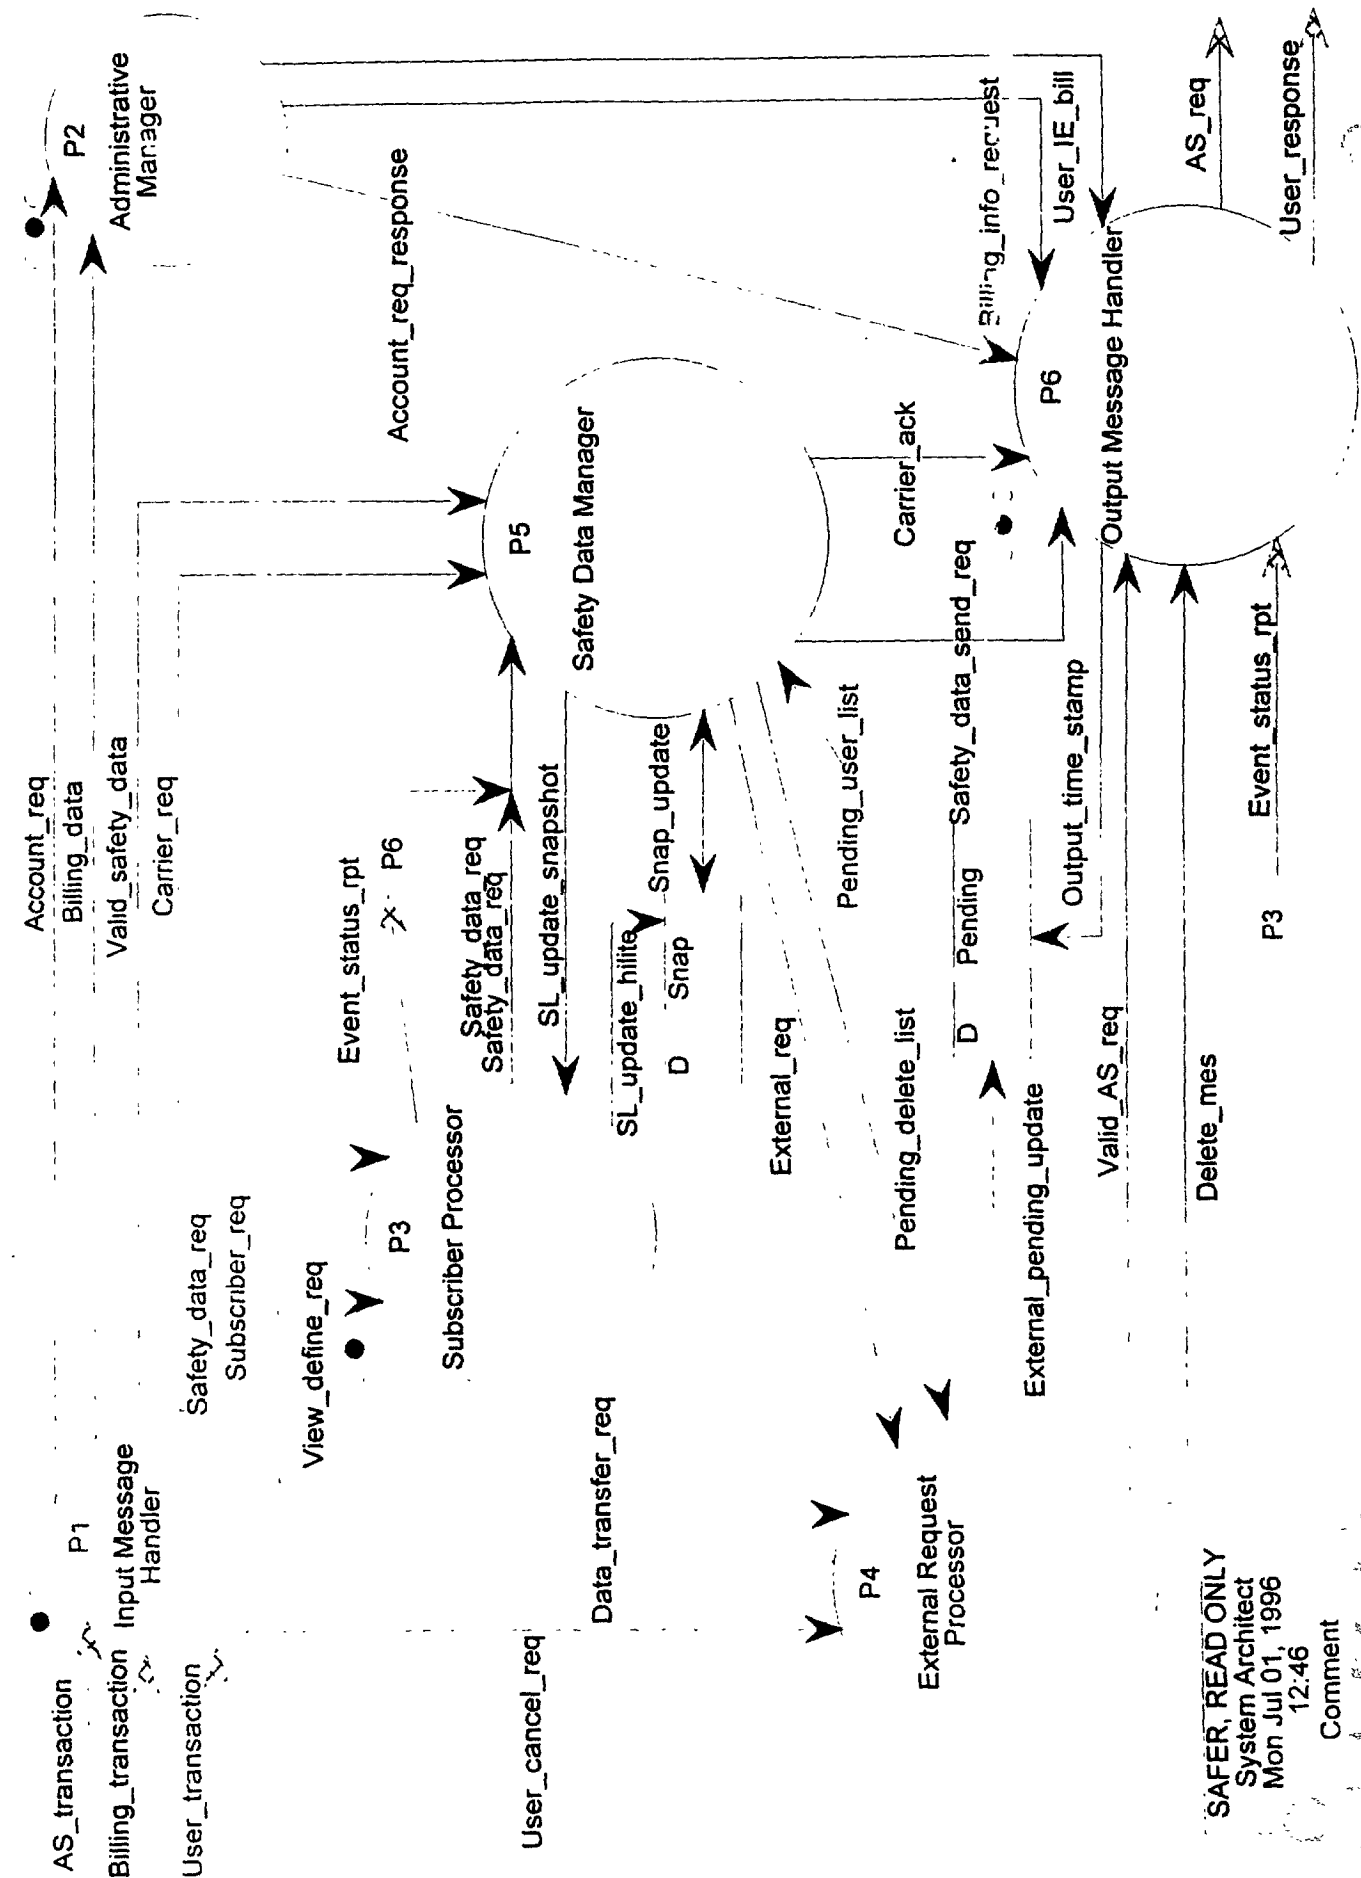 AS_transaction
Billing_transaction
User_transaction
P1
Input Message
Handler
Account_req
Billing_data
Valid_safety_data
Carrier_req
P2
Administrative
Manager
Safety_data_req
Subscriber_req
View_define_req
P3
Subscriber Processor
Event_status_rpt
P6
Safety_data_req
Safety_data_req
SL_update_snapshot
SL_update_hilite
D
Snap
Snap_update
P5
Safety Data Manager
Account_req_response
User_cancel_req
Data_transfer_req
P4
External Request
Processor
External_req
Pending_delete_list
Pending_user_list
Carrier_ack
Safety_data_send_req
D
Pending
External_pending_update
Output_time_stamp
Billing_info_request
User_IE_bill
P6
Output Message Handler
AS_req
User_response
Valid_AS_req
Delete_mes
P3
Event_status_rpt
SAFER, READ ONLY
System Architect
Mon Jul 01, 1996
12:46
Comment